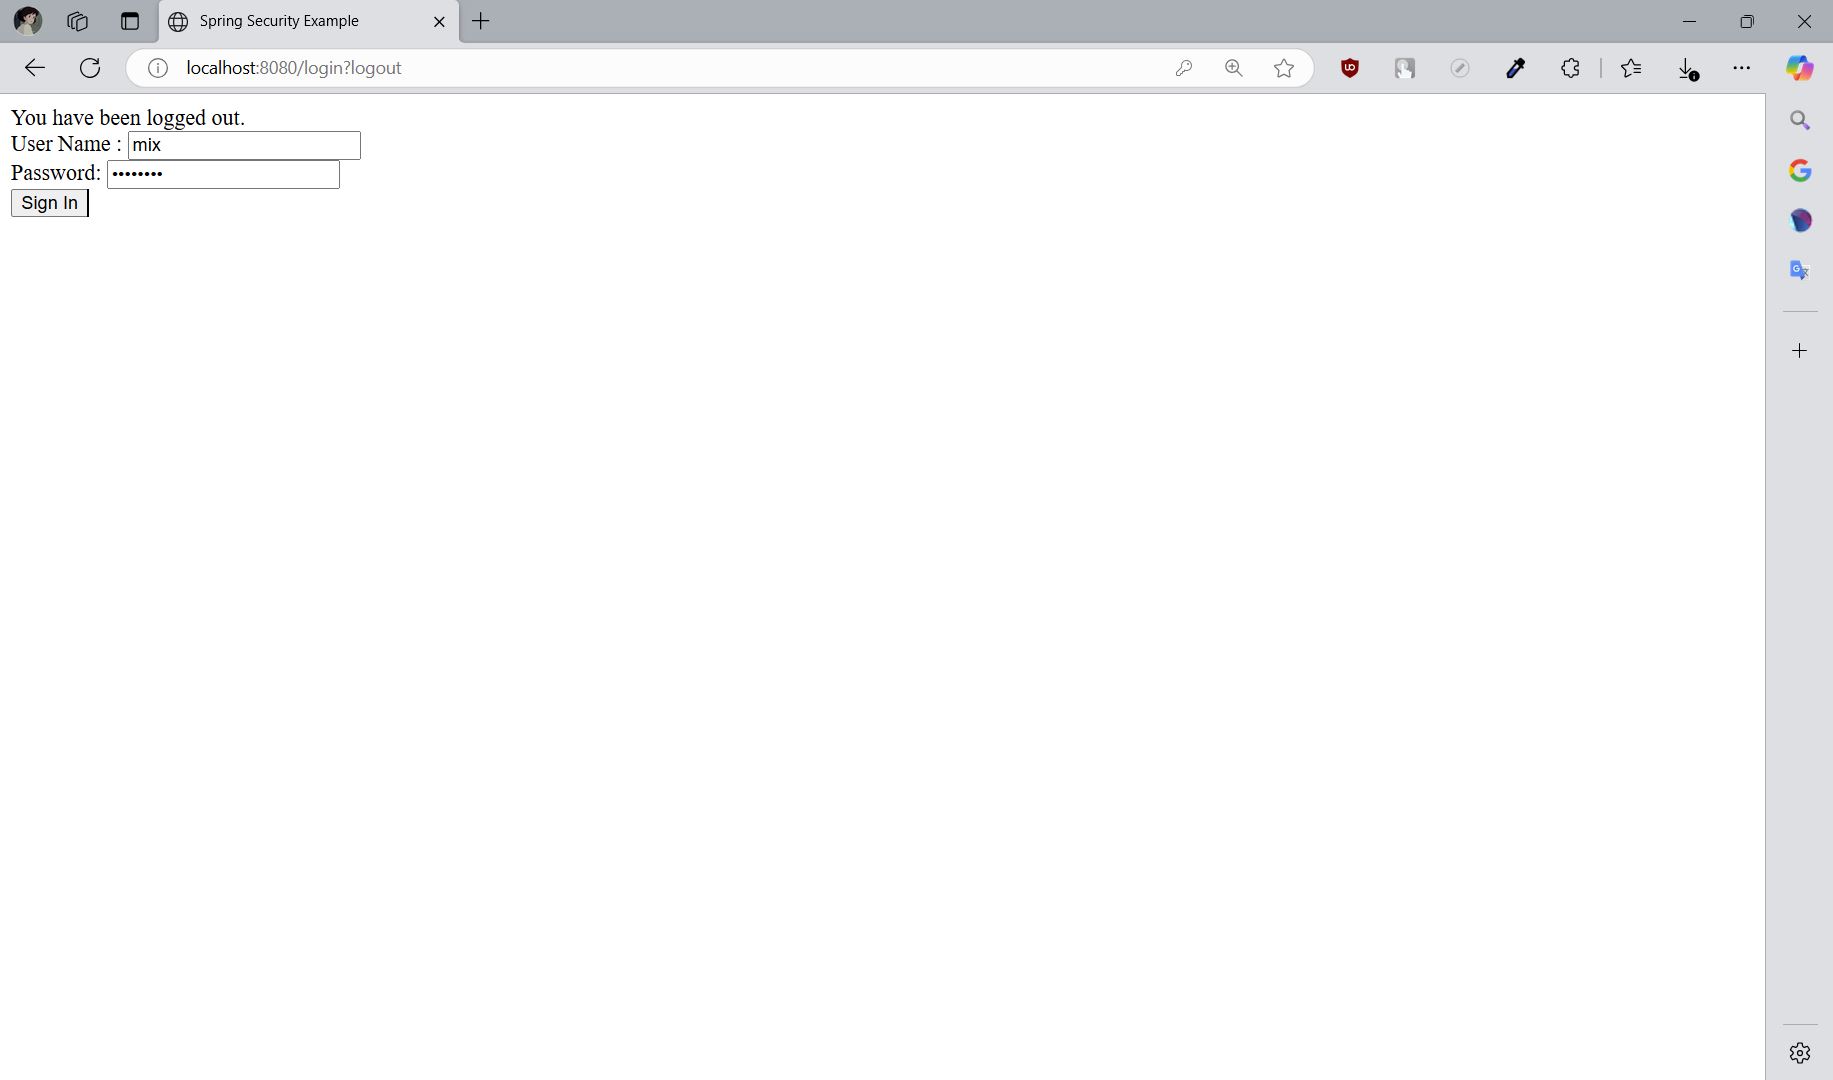 Spring Security Example
localhost:8080/login?logout
You have been logged out.
User Name : mix
Password: ••••••••
Sign In